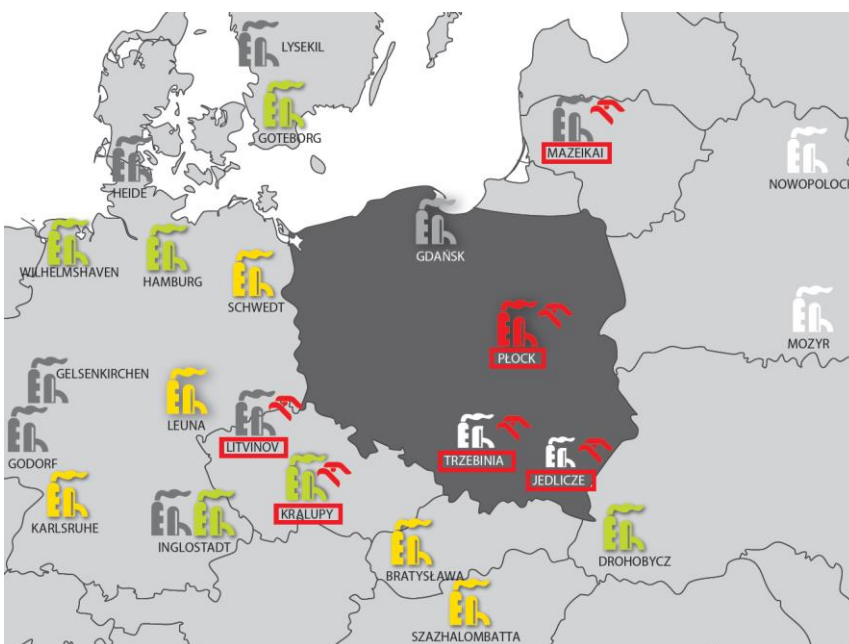 LYSEKIL
GOTEBORG
MAZEIKAI
NOWOPOLOCK
HEIDE
GDAŃSK
WILHELMSHAVEN
HAMBURG
SCHWEDT
MOZYR
PŁOCK
GELSENKIRCHEN
LEUNA
LITVINOV
TRZEBINIA
GODORF
JEDLICZE
KRALUPY
KARLSRUHE
INGLOSTADT
DROHOBYCZ
BRATYSŁAWA
SZAZHALOMBATTA